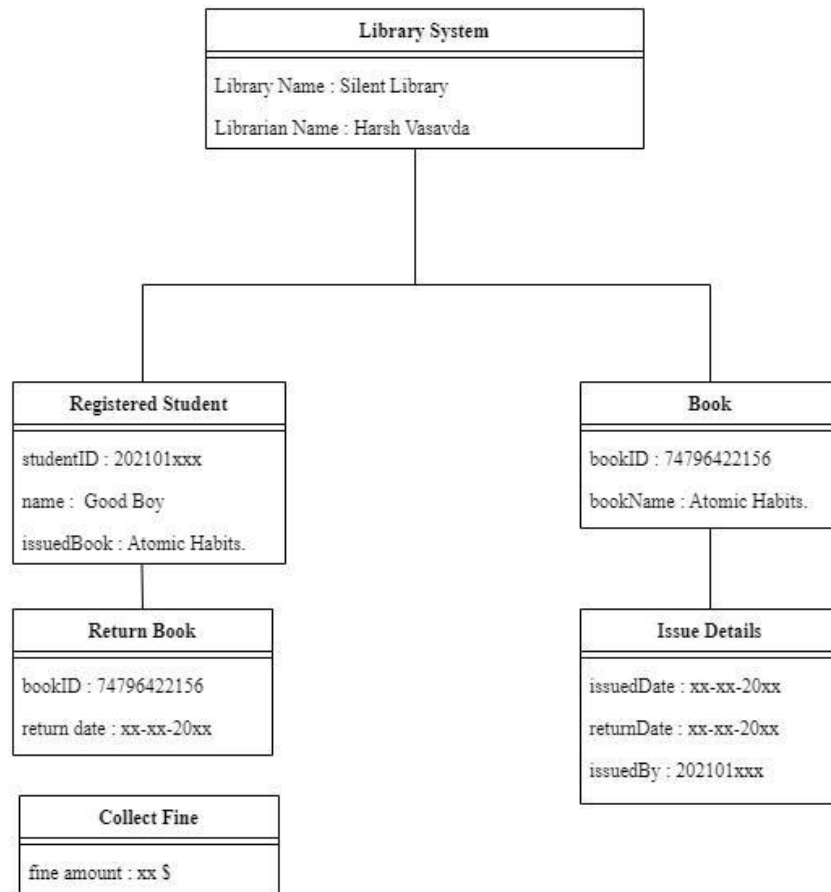 Library System
Library Name : Silent Library
Librarian Name : Harsh Vasavda
Registered Student
studentID : 202101xxx
name :  Good Boy
issuedBook : Atomic Habits.
Return Book
bookID : 74796422156
return date : xx-xx-20xx
Collect Fine
fine amount : xx $
Book
bookID : 74796422156
bookName : Atomic Habits.
Issue Details
issuedDate : xx-xx-20xx
returnDate : xx-xx-20xx
issuedBy : 202101xxx